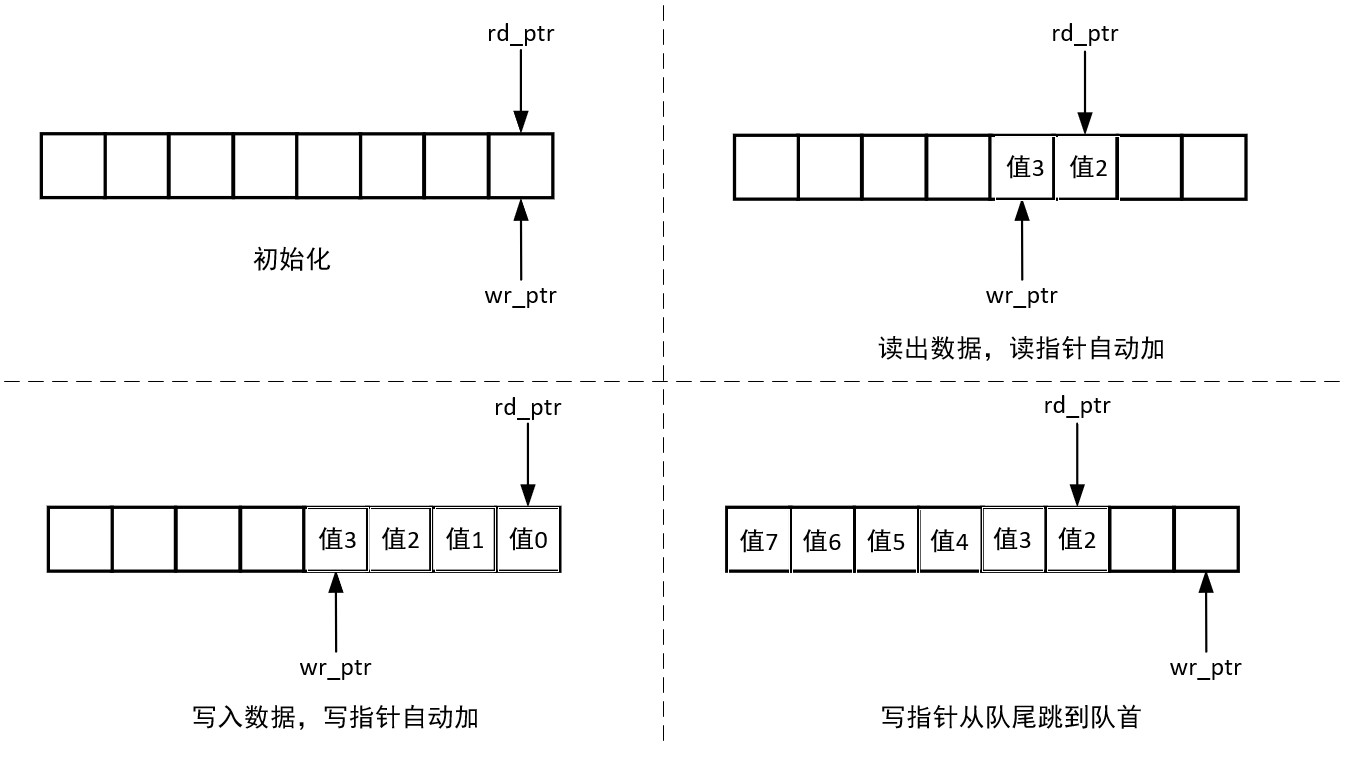 rd_ptr
初始化
wr_ptr
rd_ptr
值3 值2
wr_ptr
读出数据，读指针自动加
rd_ptr
值3 值2 值1 值0
wr_ptr
写入数据，写指针自动加
rd_ptr
值7 值6 值5 值4 值3 值2
wr_ptr
写指针从队尾跳到队首